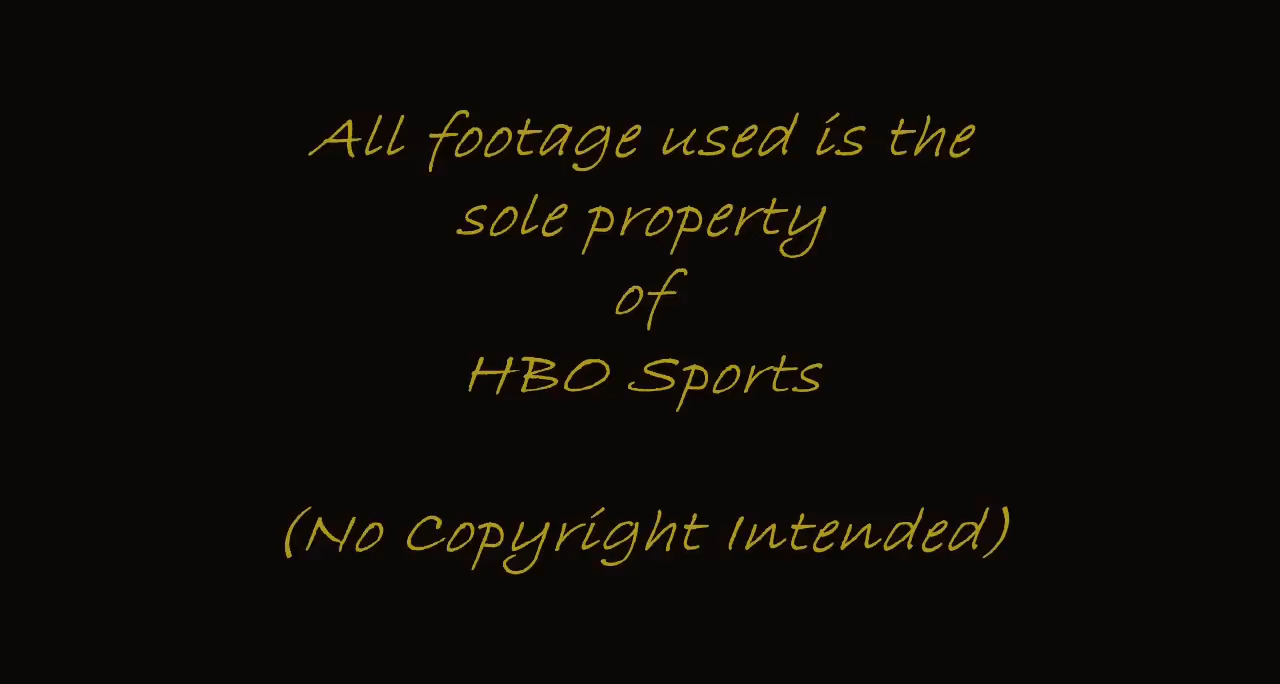 All footage used is the
sole property
of
HBO Sports
(No Copyright Intended)